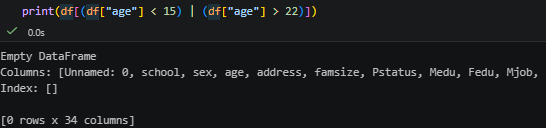 print(df[(df["age"] < 15) | (df["age"] > 22)])
0.0s
Empty DataFrame
Columns: [Unnamed: 0, school, sex, age, address, famsize, Pstatus, Medu, Fedu, Mjob,
Index: []
[0 rows x 34 columns]